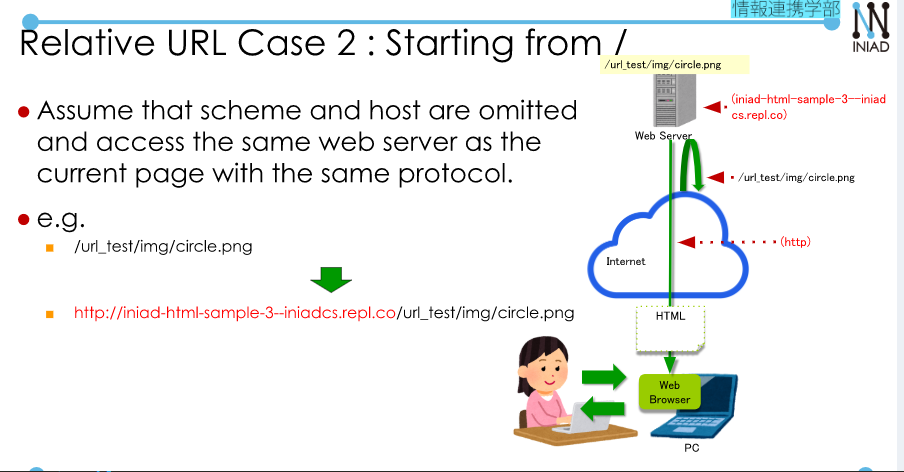 情報連携学部
INIAD
Relative URL Case 2 : Starting from /
/url_test/img/circle.png
● Assume that scheme and host are omitted
and access the same web server as the
current page with the same protocol.
(iniad-html-sample-3--iniad
cs.repl.co)
Web Server
/url_test/img/circle.png
● e.g.
■ /url_test/img/circle.png
(http)
Internet
■ http://iniad-html-sample-3--iniadcs.repl.co/url_test/img/circle.png
HTML
Web
Browser
PC